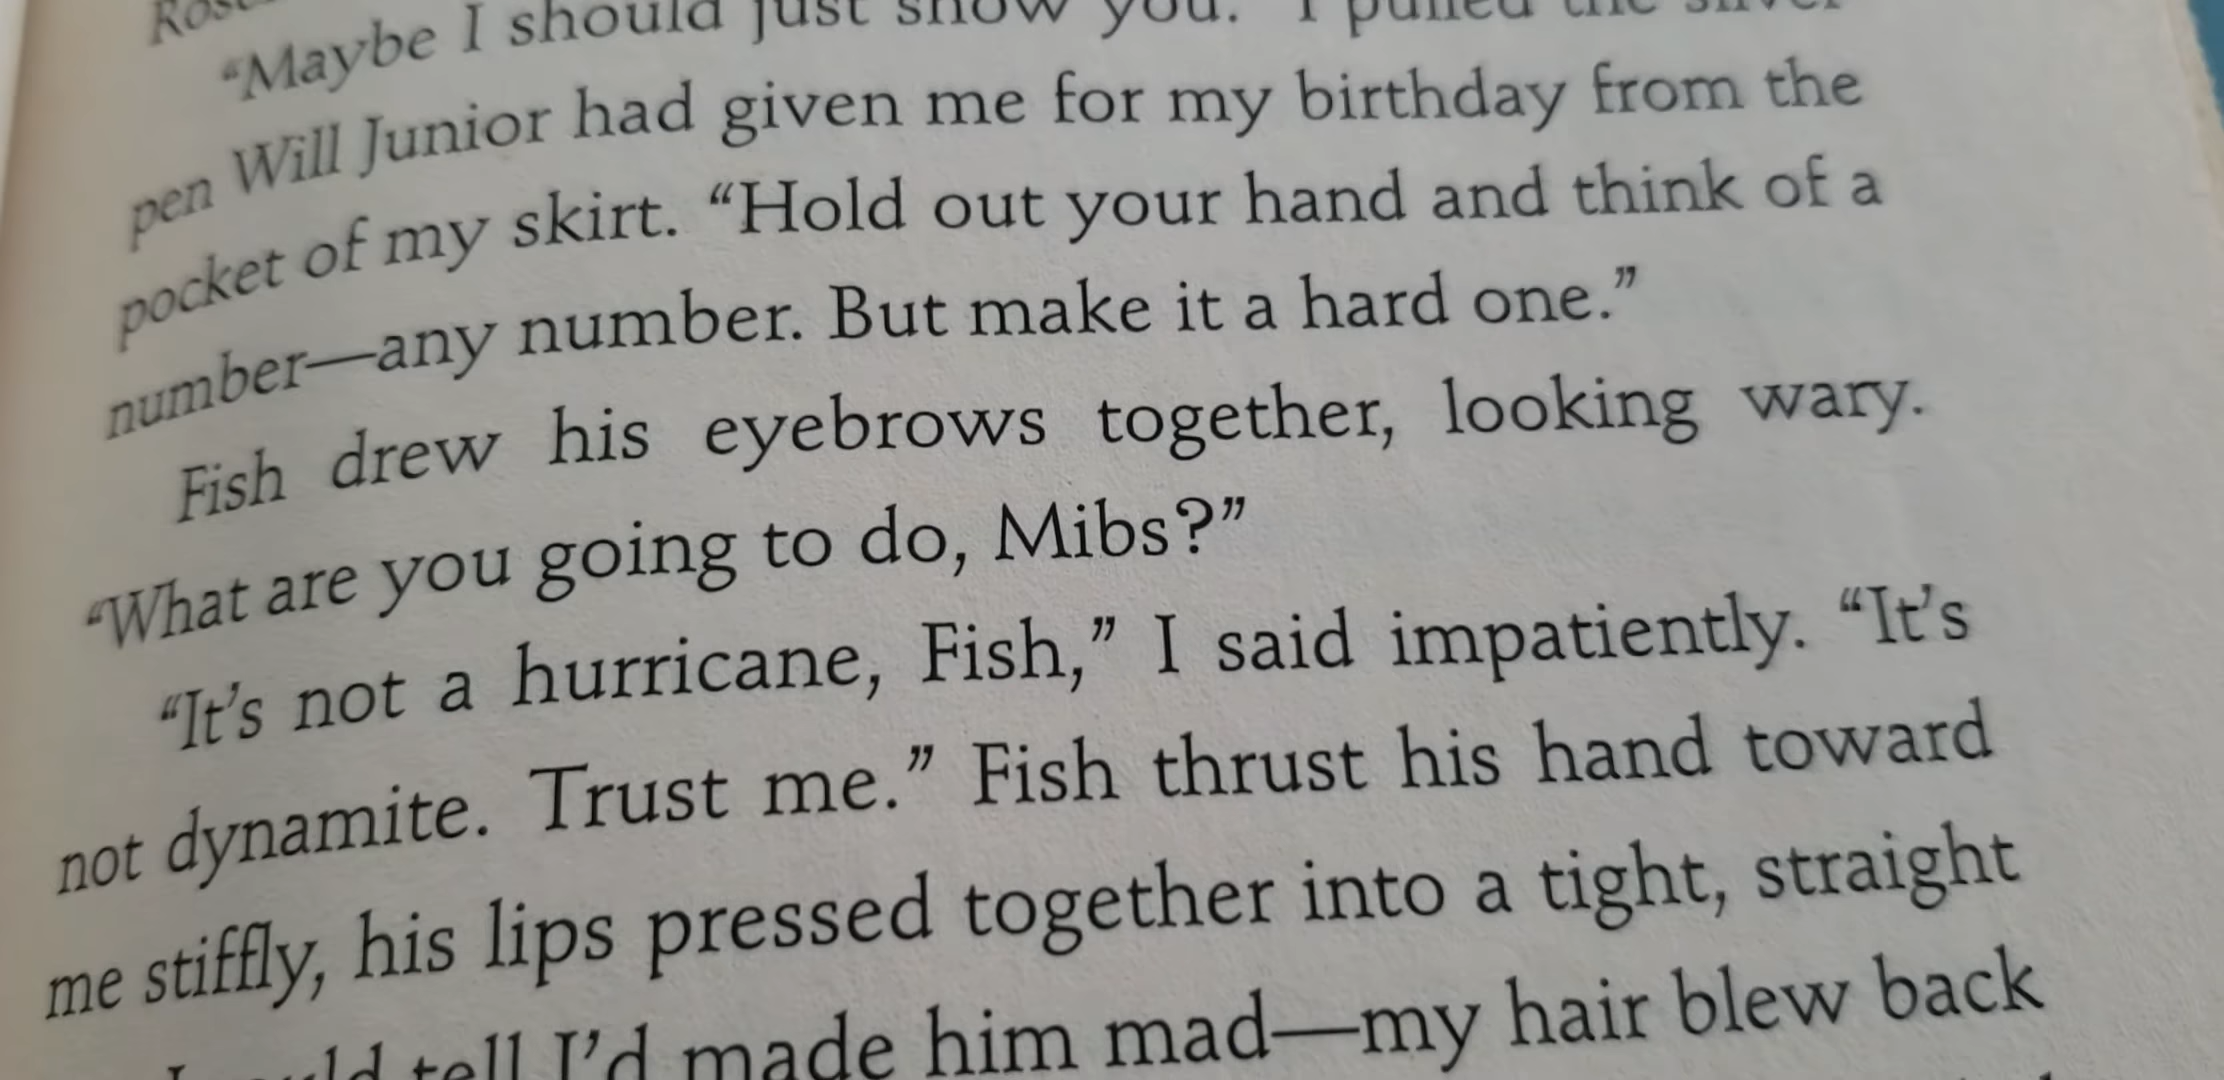 “Maybe I should just show you.” I pulled the silver
pen Will Junior had given me for my birthday from the
pocket of my skirt. “Hold out your hand and think of a
number—any number. But make it a hard one.”
Fish drew his eyebrows together, looking wary.
“What are you going to do, Mibs?”
“It’s not a hurricane, Fish,” I said impatiently. “It’s
not dynamite. Trust me.” Fish thrust his hand toward
me stiffly, his lips pressed together into a tight, straight
I could tell I’d made him mad—my hair blew back